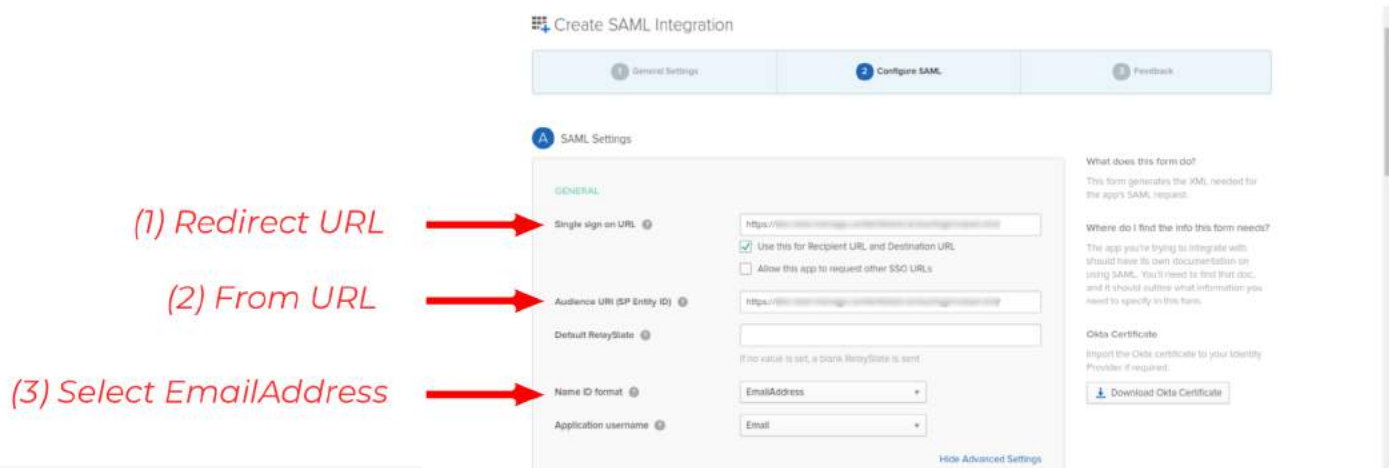 Create SAML Integration
1 General Settings
2 Configure SAML
3 Feedback
A SAML Settings
GENERAL
(1) Redirect URL
Single sign on URL
https://
Use this for Recipient URL and Destination URL
Allow this app to request other SSO URLs
(2) From URL
Audience URI (SP Entity ID)
https://
Default RelayState
If no value is set, a blank RelayState is sent
(3) Select EmailAddress
Name ID format
EmailAddress
Application username
Email
Hide Advanced Settings
What does this form do?
This form generates the XML needed for
the app's SAML request.
Where do I find the info this form needs?
The app you're trying to integrate with
should have its own documentation on
using SAML. You'll need to find that doc,
and it should outline what information you
need to specify in this form.
Okta Certificate
Import the Okta certificate to your Identity
Provider if required.
Download Okta Certificate